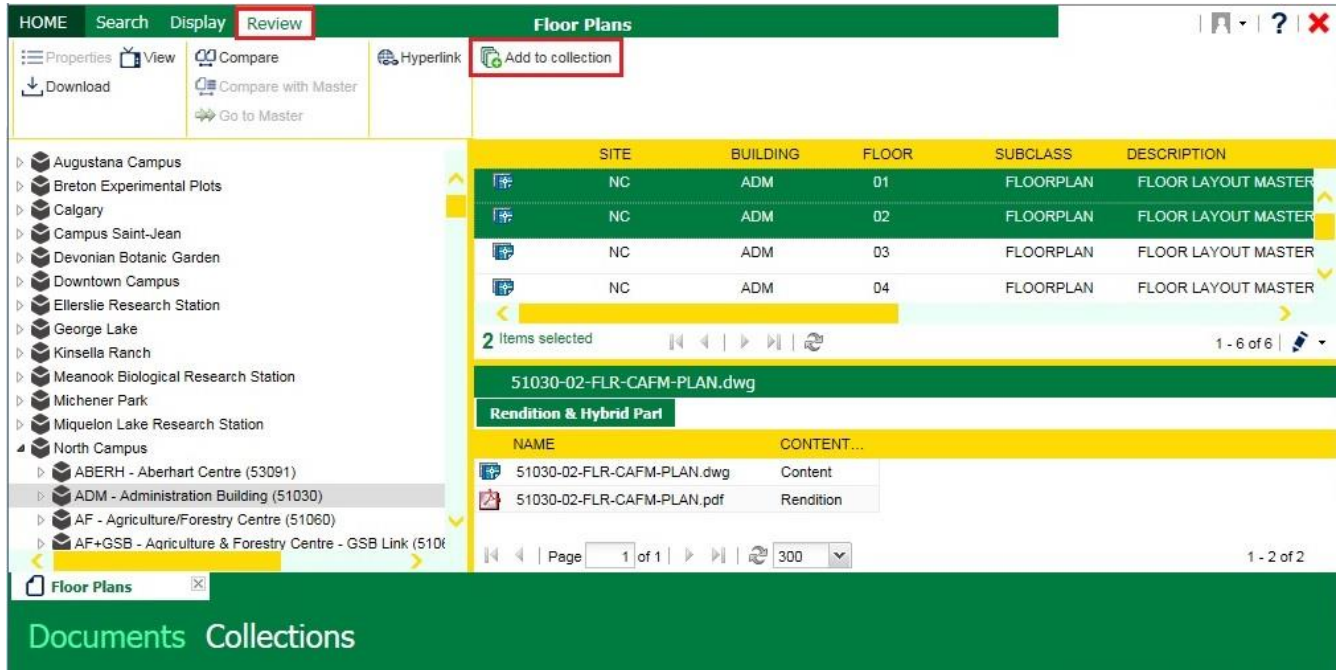 HOME Search Display Review Floor Plans ?
Properties View Compare Hyperlink Add to collection
Download Compare with Master
Go to Master
Augustana Campus
Breton Experimental Plots
Calgary
Campus Saint-Jean
Devonian Botanic Garden
Downtown Campus
Ellerslie Research Station
George Lake
Kinsella Ranch
Meanook Biological Research Station
Michener Park
Miquelon Lake Research Station
North Campus
ABERH - Aberhart Centre (53091)
ADM - Administration Building (51030)
AF - Agriculture/Forestry Centre (51060)
AF+GSB - Agriculture & Forestry Centre - GSB Link (5106
SITE BUILDING FLOOR SUBCLASS DESCRIPTION
NC ADM 01 FLOORPLAN FLOOR LAYOUT MASTER
NC ADM 02 FLOORPLAN FLOOR LAYOUT MASTER
NC ADM 03 FLOORPLAN FLOOR LAYOUT MASTER
NC ADM 04 FLOORPLAN FLOOR LAYOUT MASTER
2 Items selected 1 - 6 of 6
51030-02-FLR-CAFM-PLAN.dwg
Rendition & Hybrid Part
NAME CONTENT...
51030-02-FLR-CAFM-PLAN.dwg Content
51030-02-FLR-CAFM-PLAN.pdf Rendition
Page 1 of 1 300 1 - 2 of 2
Floor Plans
Documents Collections